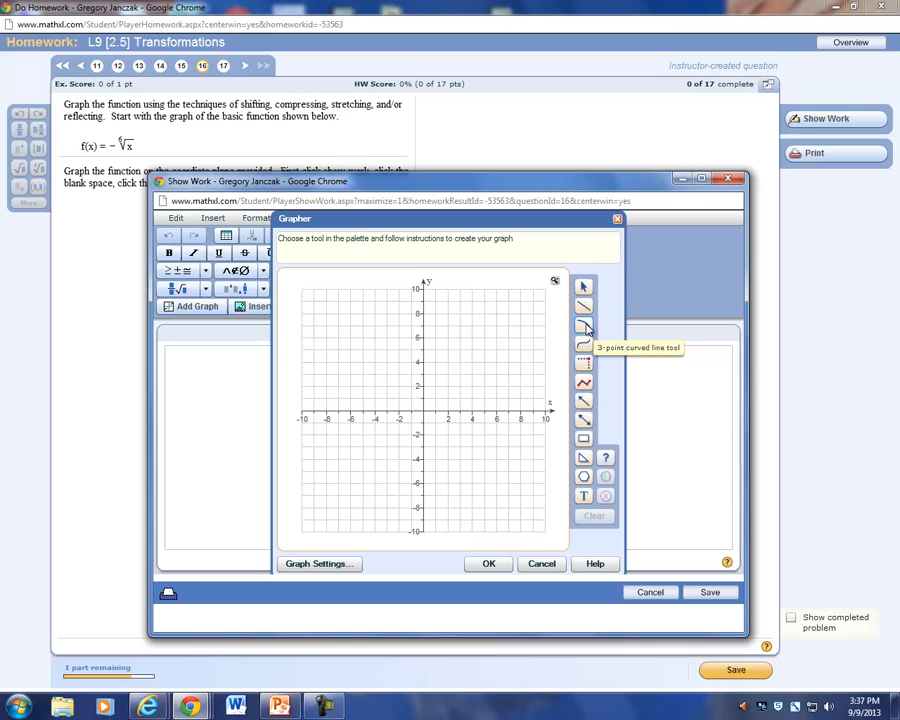 Do Homework - Gregory Janczak - Google Chrome
www.mathxl.com/Student/PlayerHomework.aspx?centerwin=yes&homeworkid=-53563
Homework: L9 [2.5] Transformations
Overview
11 12 13 14 15 16 17
Instructor-created question
Ex. Score: 0 of 1 pt
HW Score: 0% (0 of 17 pts)
0 of 17 complete
Graph the function using the techniques of shifting, compressing, stretching, and/or
reflecting. Start with the graph of the basic function shown below.
f(x) = − ⁶√x
Show Work
Print
More
blank space, click th
Show Work - Gregory Janczak - Google Chrome
www.mathxl.com/Student/PlayerShowWork.aspx?maximize=1&homeworkResultId=-53563&questionId=16&centerwin=yes
Edit Insert Forma
Grapher
Choose a tool in the palette and follow instructions to create your graph
B I U S
Add Graph
Inser
y
10
8
6
4
2
x
-10 -8 -6 -4 -2 2 4 6 8 10
-2
-4
-6
-8
-10
3-point curved line tool
T
?
Clear
Graph Settings...
OK
Cancel
Help
Cancel
Save
Show completed
problem
1 part remaining
Save
3:37 PM
9/9/2013